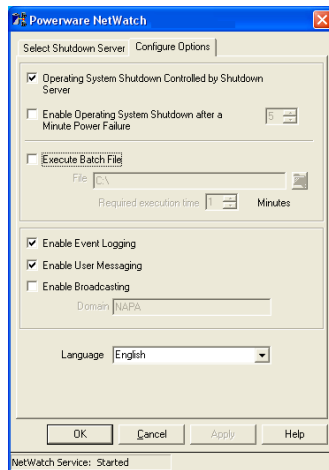 Powerware NetWatch
Select Shutdown Server Configure Options
Operating System Shutdown Controlled by Shutdown
Server
Enable Operating System Shutdown after a 5
Minute Power Failure
Execute Batch File
File C:\
Required execution time 1 Minutes
Enable Event Logging
Enable User Messaging
Enable Broadcasting
Domain NAPA
Language English
OK Cancel Apply Help
NetWatch Service: Started